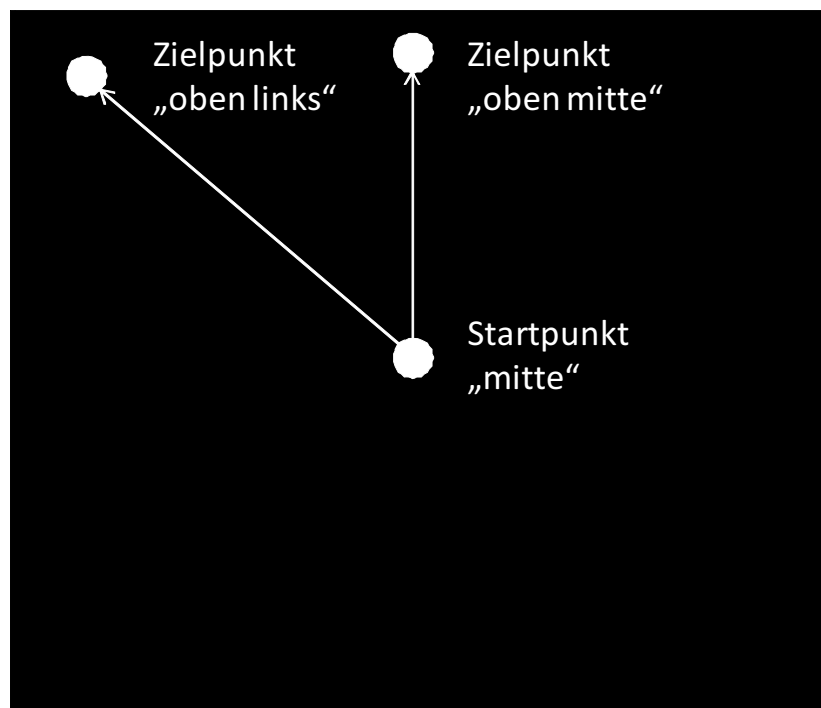 Zielpunkt
„oben links“
Zielpunkt
„oben mitte“
Startpunkt
„mitte“